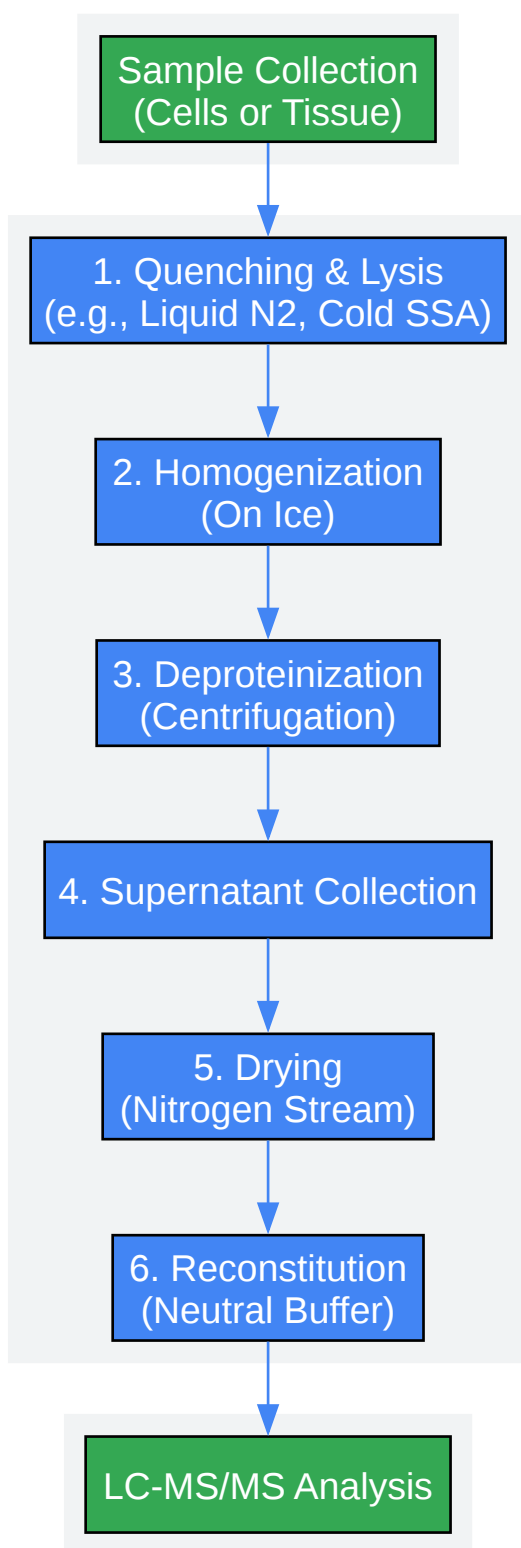 Sample Collection
(Cells or Tissue)
1. Quenching & Lysis
(e.g., Liquid N2, Cold SSA)
2. Homogenization
(On Ice)
3. Deproteinization
(Centrifugation)
4. Supernatant Collection
5. Drying
(Nitrogen Stream)
6. Reconstitution
(Neutral Buffer)
LC-MS/MS Analysis